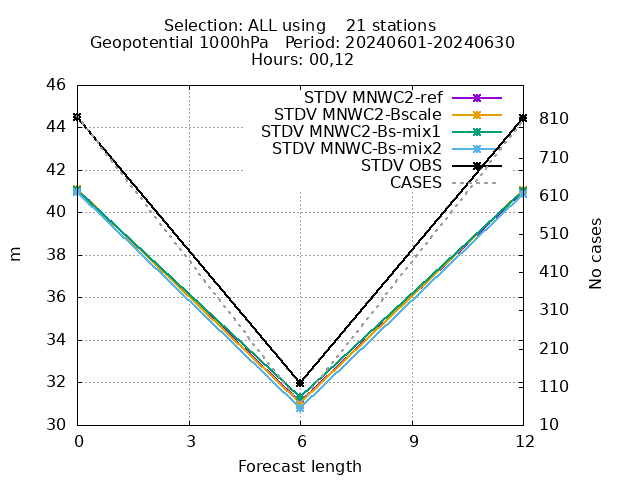 Selection: ALL using    21 stations
Geopotential 1000hPa   Period: 20240601-20240630
Hours: 00,12
STDV MNWC2-ref
STDV MNWC2-Bscale
STDV MNWC2-Bs-mix1
STDV MNWC-Bs-mix2
STDV OBS
CASES
46
44
42
40
38
36
34
32
30
m
810
710
610
510
410
310
210
110
10
No cases
0
3
6
9
12
Forecast length